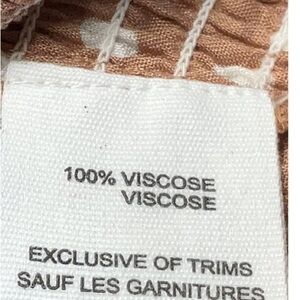 100% VISCOSE
VISCOSE
EXCLUSIVE OF TRIMS
SAUF LES GARNITURES